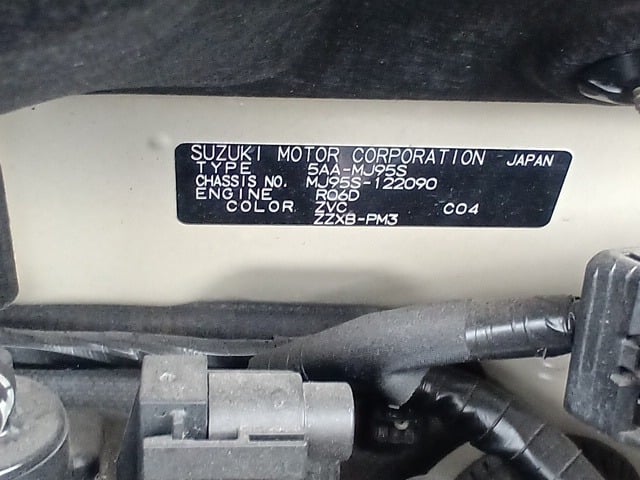 SUZUKI MOTOR CORPORATION JAPAN
TYPE 5AA-MJ95S
CHASSIS NO. MJ95S-122090
ENGINE R06D
COLOR ZVC C04
ZZXB-PM3